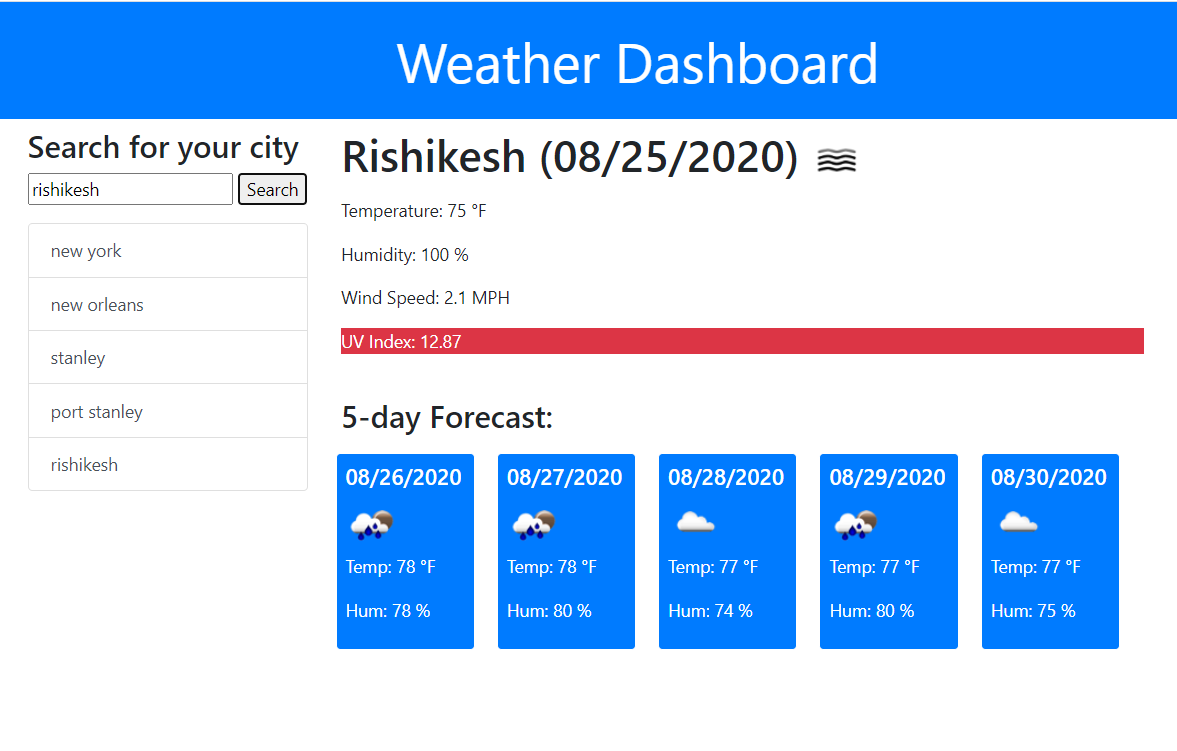 Weather Dashboard
Search for your city
rishikesh Search
new york
new orleans
stanley
port stanley
rishikesh
Rishikesh (08/25/2020)
Temperature: 75 °F
Humidity: 100 %
Wind Speed: 2.1 MPH
UV Index: 12.87
5-day Forecast:
08/26/2020
Temp: 78 °F
Hum: 78 %
08/27/2020
Temp: 78 °F
Hum: 80 %
08/28/2020
Temp: 77 °F
Hum: 74 %
08/29/2020
Temp: 77 °F
Hum: 80 %
08/30/2020
Temp: 77 °F
Hum: 75 %